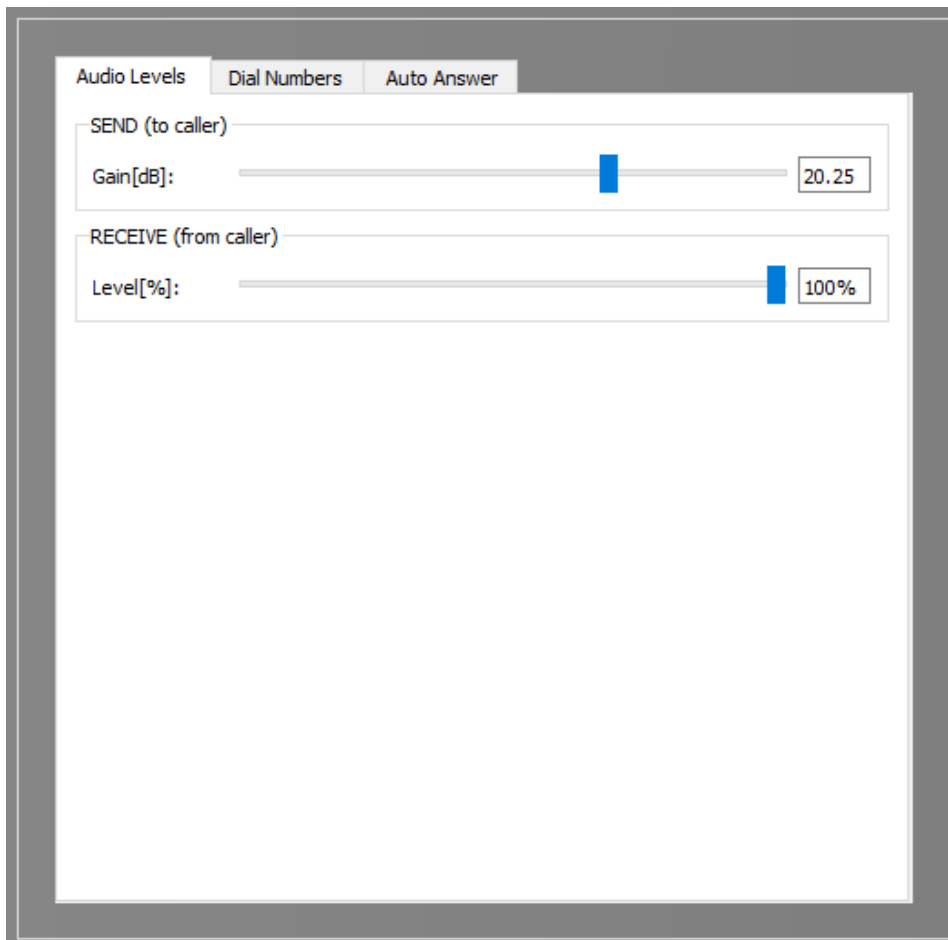 Audio Levels Dial Numbers Auto Answer
SEND (to caller)
Gain[dB]: 20.25
RECEIVE (from caller)
Level[%]: 100%